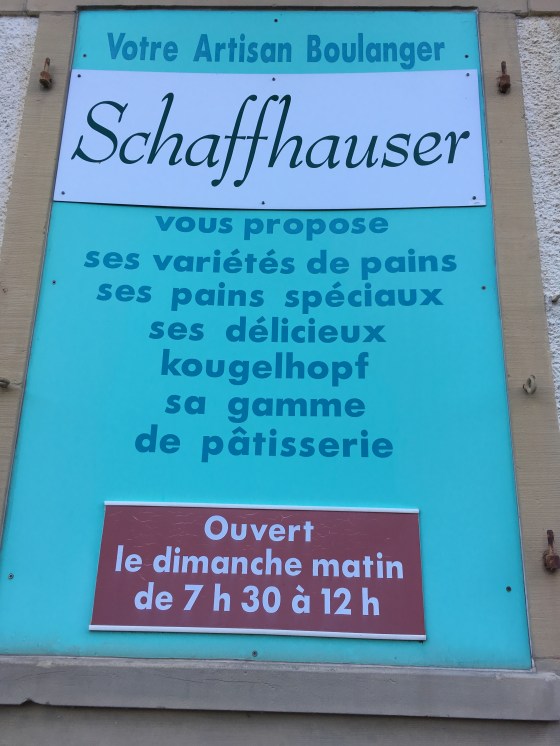 Votre Artisan Boulanger
Schaffhauser
vous propose
ses variétés de pains
ses pains spéciaux
ses délicieux
kougelhopf
sa gamme
de pâtisserie
Ouvert
le dimanche matin
de 7 h 30 à 12 h